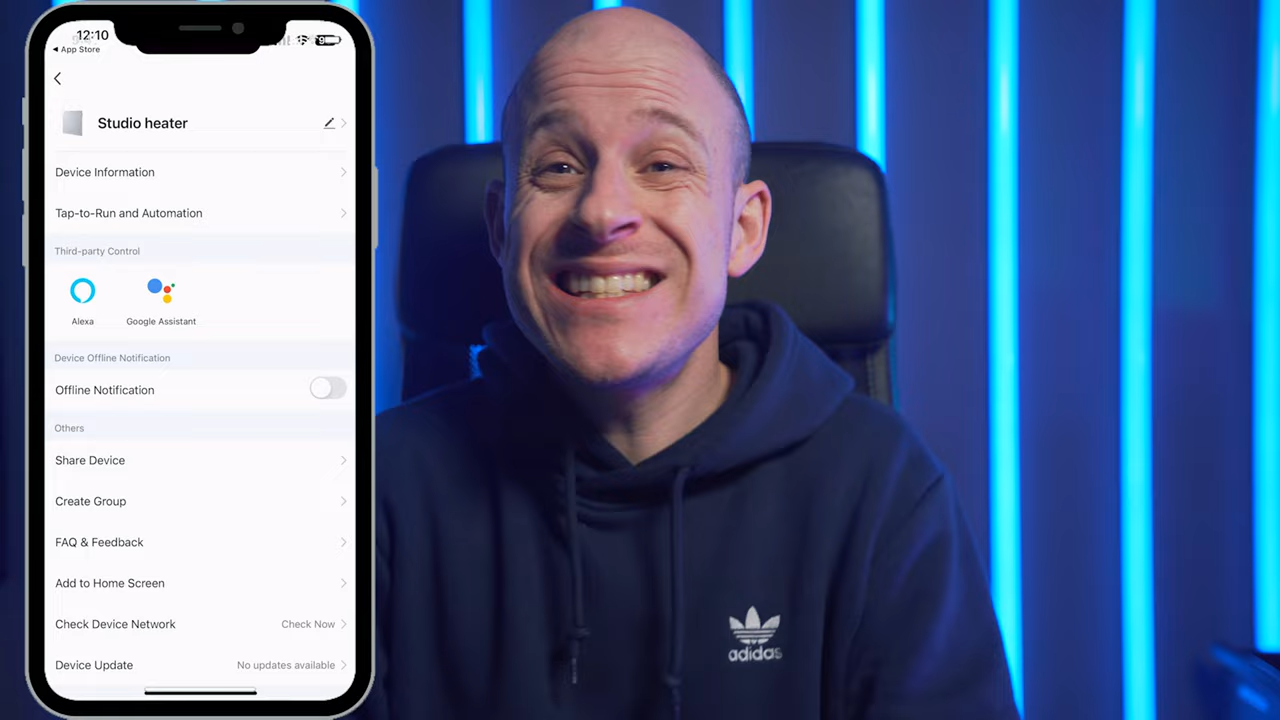 12:10
App Store
Studio heater
Device Information
Tap-to-Run and Automation
Third-party Control
Alexa
Google Assistant
Device Offline Notification
Offline Notification
Others
Share Device
Create Group
FAQ & Feedback
Add to Home Screen
Check Device Network
Check Now
Device Update
No updates available
adidas